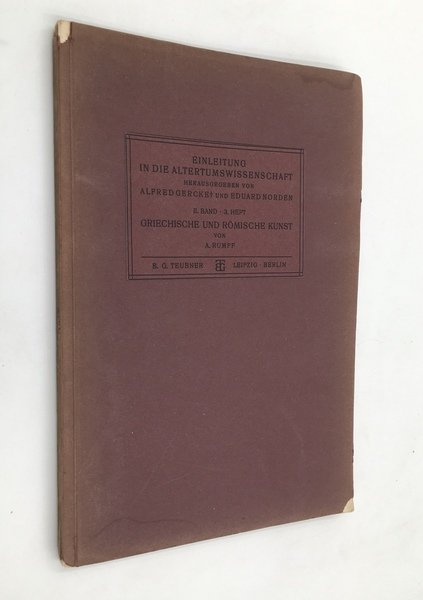 EINLEITUNG
IN DIE ALTERTUMSWISSENSCHAFT
HERAUSGEGEBEN VON
ALFRED GERCKE† UND EDUARD NORDEN
II. BAND · 3. HEFT
GRIECHISCHE UND RÖMISCHE KUNST
VON
A. RUMPF
B. G. TEUBNER LEIPZIG · BERLIN